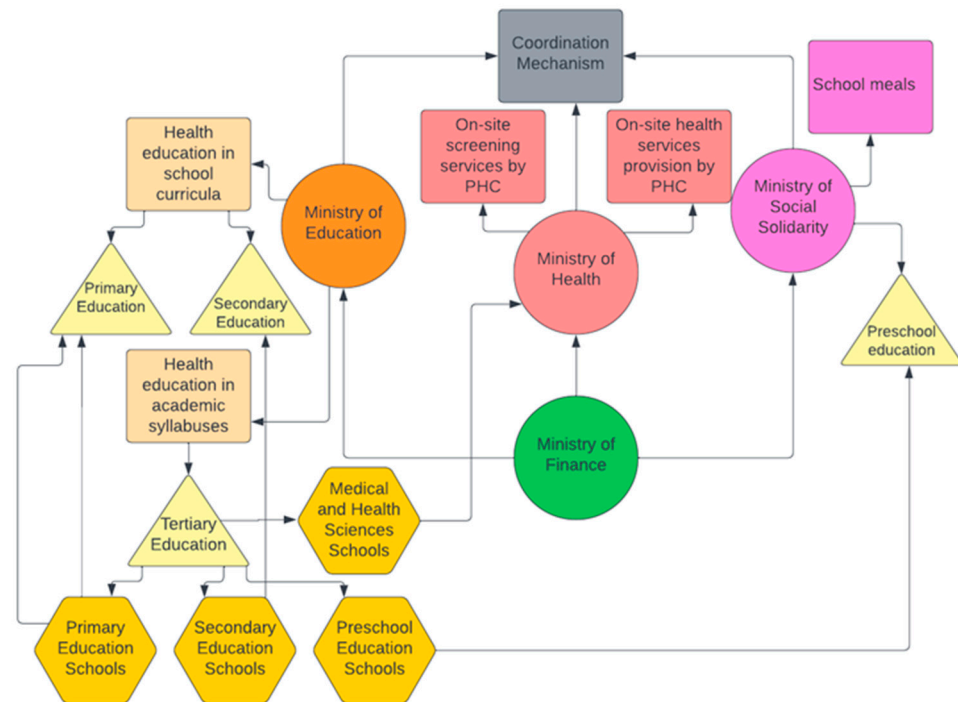 Coordination
Mechanism
School meals
Health
education in
school
curricula
On-site
screening
services by
PHC
On-site health
services
provision by
PHC
Ministry of
Education
Ministry of
Social
Solidarity
Ministry of
Health
Primary
Education
Secondary
Education
Preschool
education
Health
education in
academic
syllabuses
Ministry of
Finance
Medical
and Health
Sciences
Schools
Tertiary
Education
Primary
Education
Schools
Secondary
Education
Schools
Preschool
Education
Schools